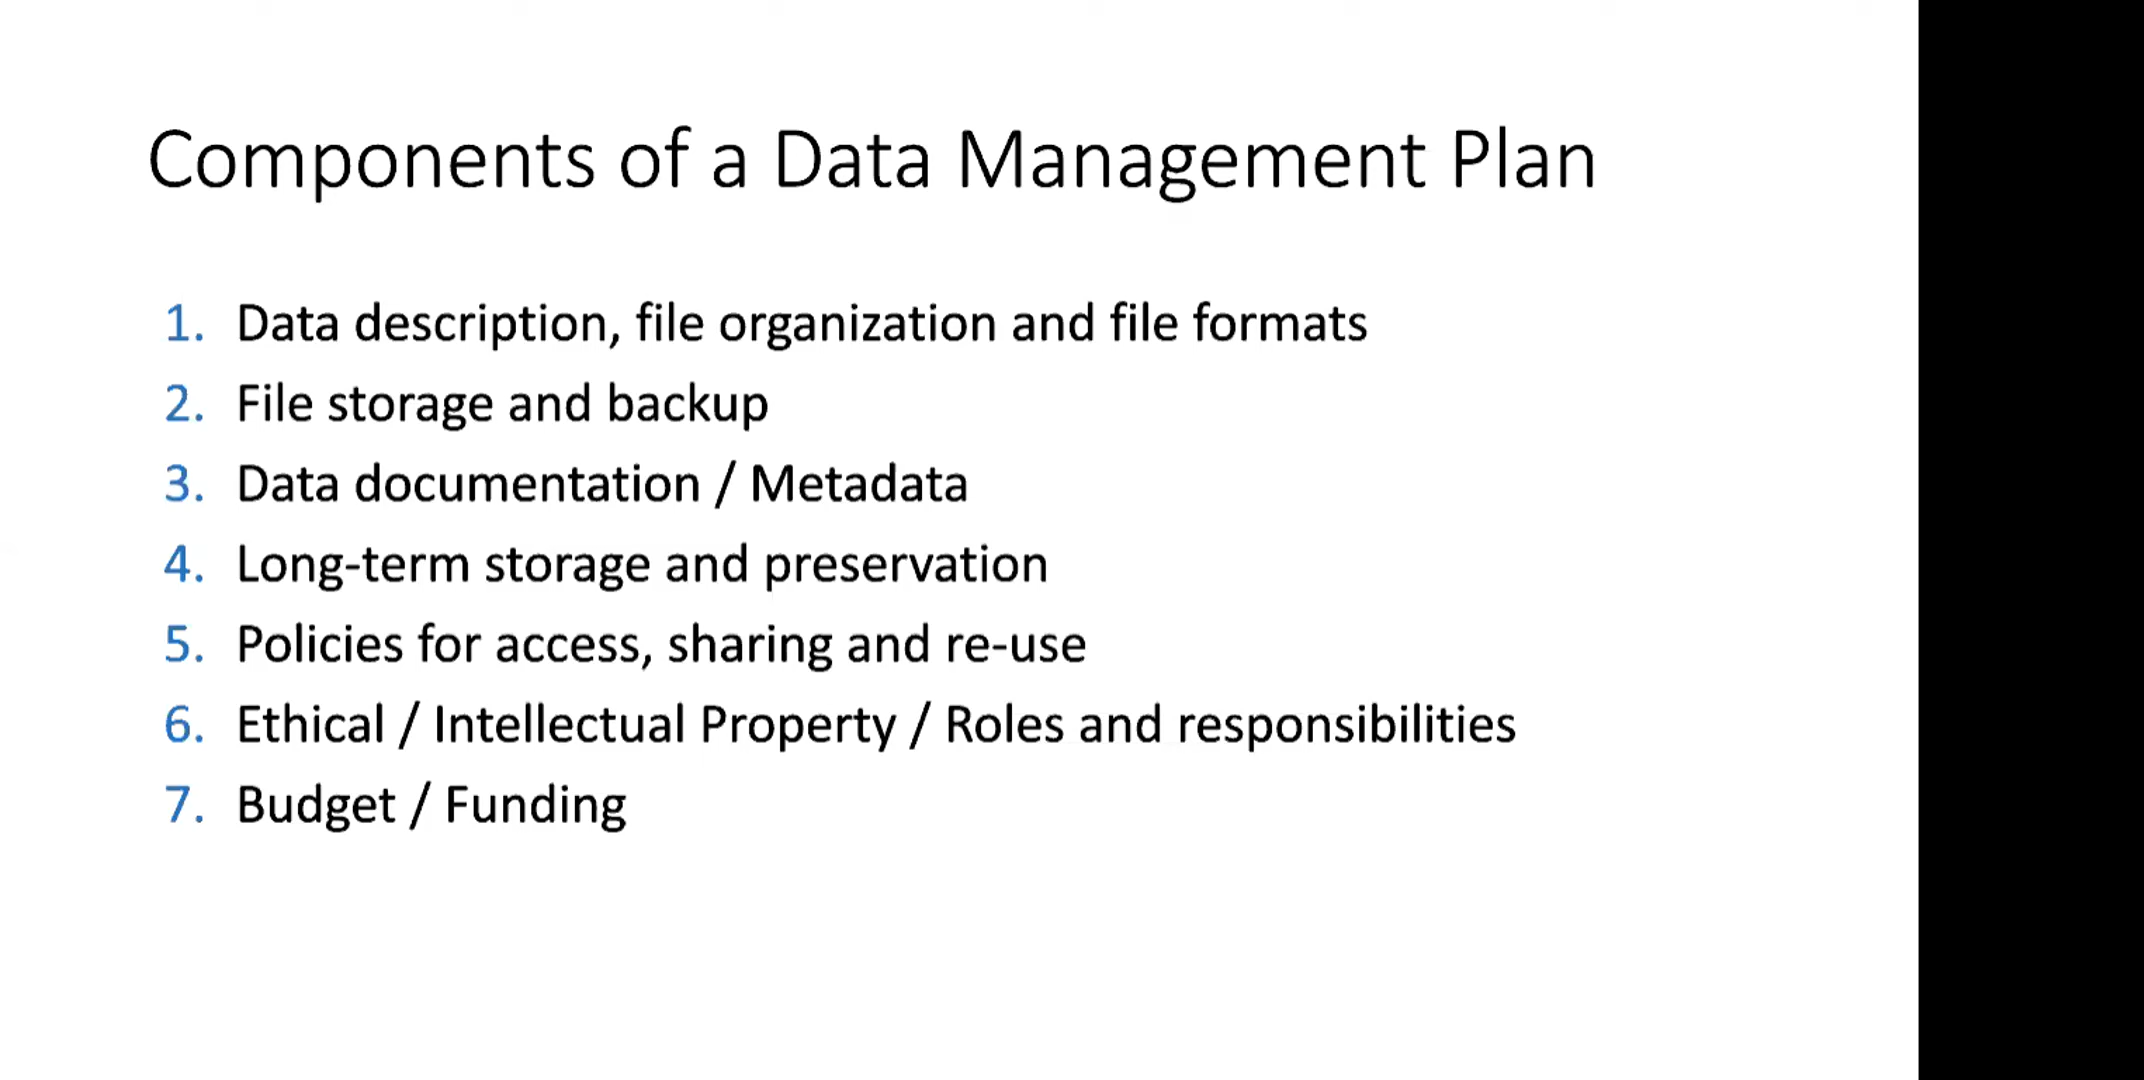 Components of a Data Management Plan
1. Data description, file organization and file formats
2. File storage and backup
3. Data documentation / Metadata
4. Long-term storage and preservation
5. Policies for access, sharing and re-use
6. Ethical / Intellectual Property / Roles and responsibilities
7. Budget / Funding